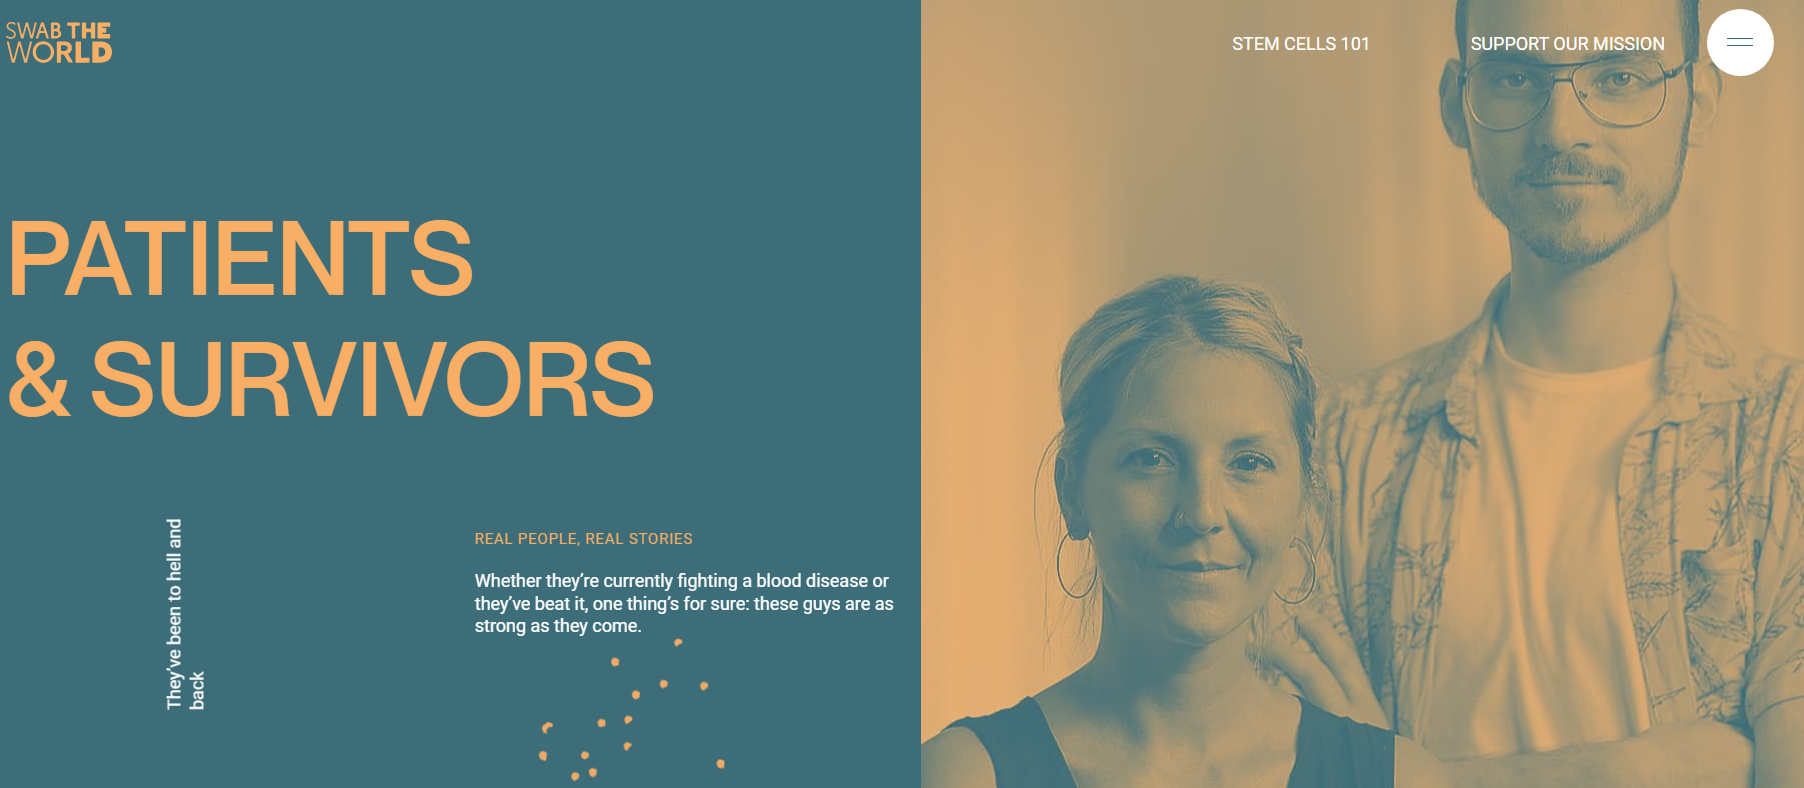 SWAB THE
WORLD
STEM CELLS 101
SUPPORT OUR MISSION
PATIENTS
& SURVIVORS
They’ve been to hell and
back
REAL PEOPLE, REAL STORIES
Whether they’re currently fighting a blood disease or
they’ve beat it, one thing’s for sure: these guys are as
strong as they come.